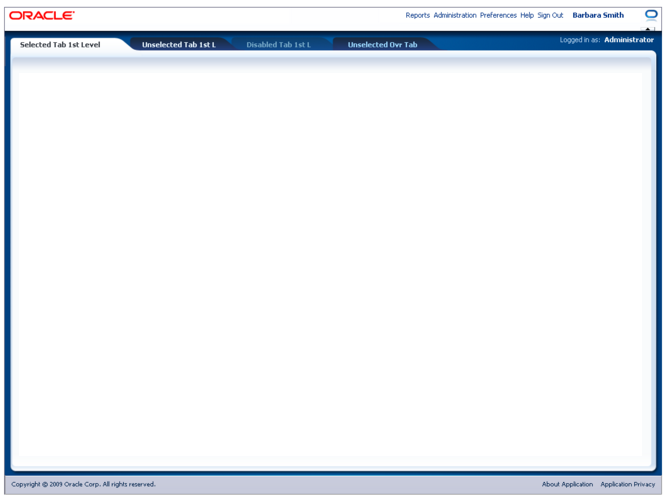 ORACLE
Reports Administration Preferences Help Sign Out Barbara Smith
Logged in as: Administrator
Selected Tab 1st Level Unselected Tab 1st L Disabled Tab 1st L Unselected Ovr Tab
Copyright © 2009 Oracle Corp. All rights reserved. About Application Application Privacy